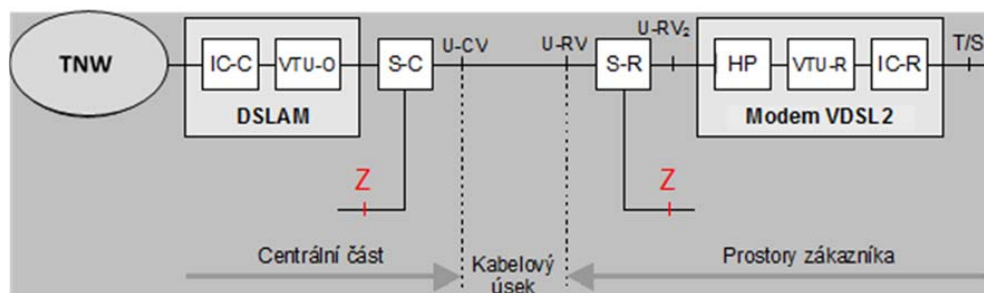 TNW
IC-C
VTU-O
DSLAM
S-C
U-CV
U-RV
S-R
U-RV₂
HP
VTU-R
IC-R
Modem VDSL2
T/S
Z
Z
Centrální část
Kabelový
úsek
Prostory zákazníka